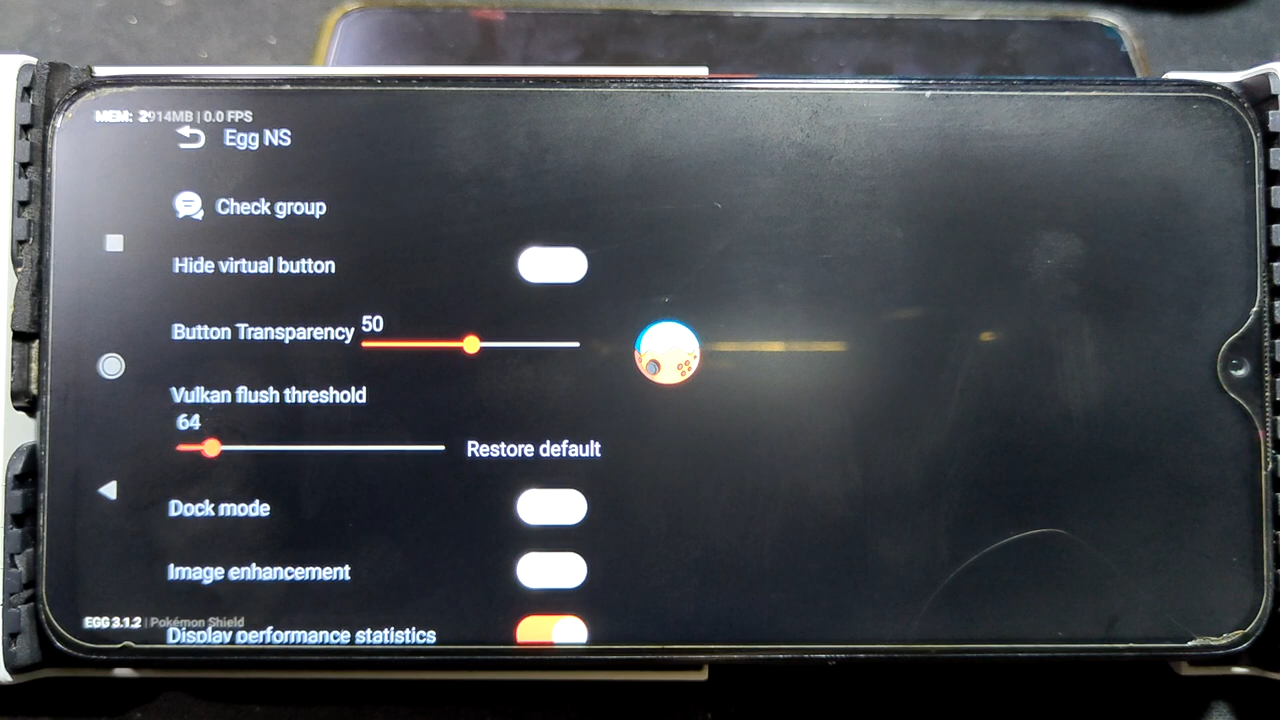 MEM: 2914MB | 0.0 FPS
Egg NS
Check group
Hide virtual button
Button Transparency 50
Vulkan flush threshold
64
Restore default
Dock mode
Image enhancement
EGG 3.1.2 | Pokémon Shield
Display performance statistics